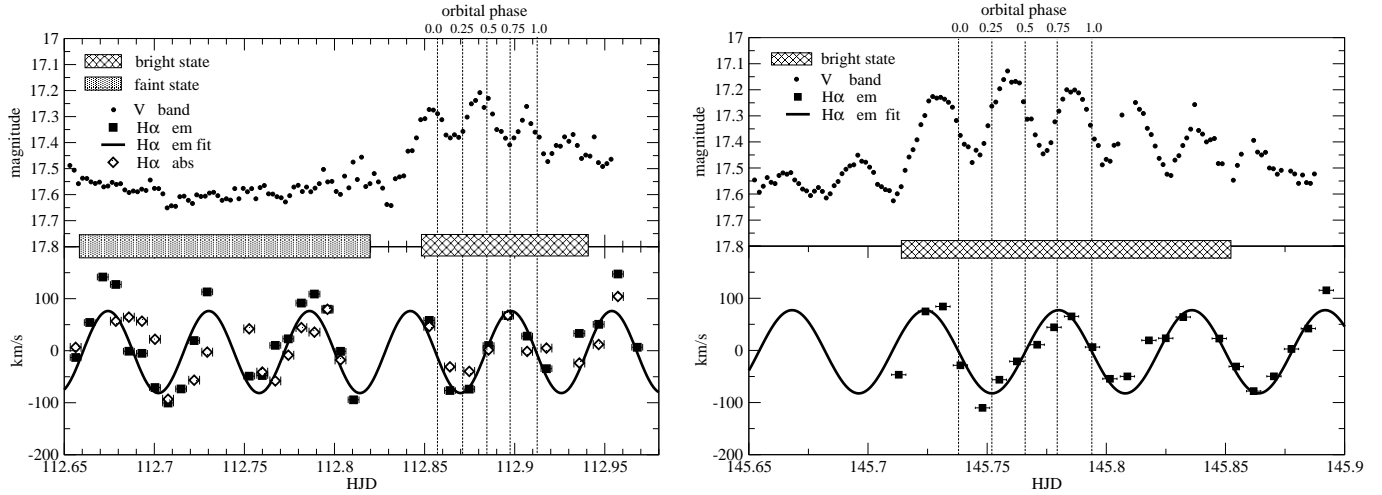 orbital phase
0.0 0.25 0.5 0.75 1.0
17
17.1
17.2
17.3
17.4
17.5
17.6
17.7
17.8
magnitude
bright state
faint state
V band
Hα em
Hα em fit
Hα abs
100
0
-100
-200
km/s
112.65 112.7 112.75 112.8 112.85 112.9 112.95
HJD
orbital phase
0.0 0.25 0.5 0.75 1.0
17
17.1
17.2
17.3
17.4
17.5
17.6
17.7
17.8
magnitude
bright state
V band
Hα em
Hα em fit
100
0
-100
-200
km/s
145.65 145.7 145.75 145.8 145.85 145.9
HJD